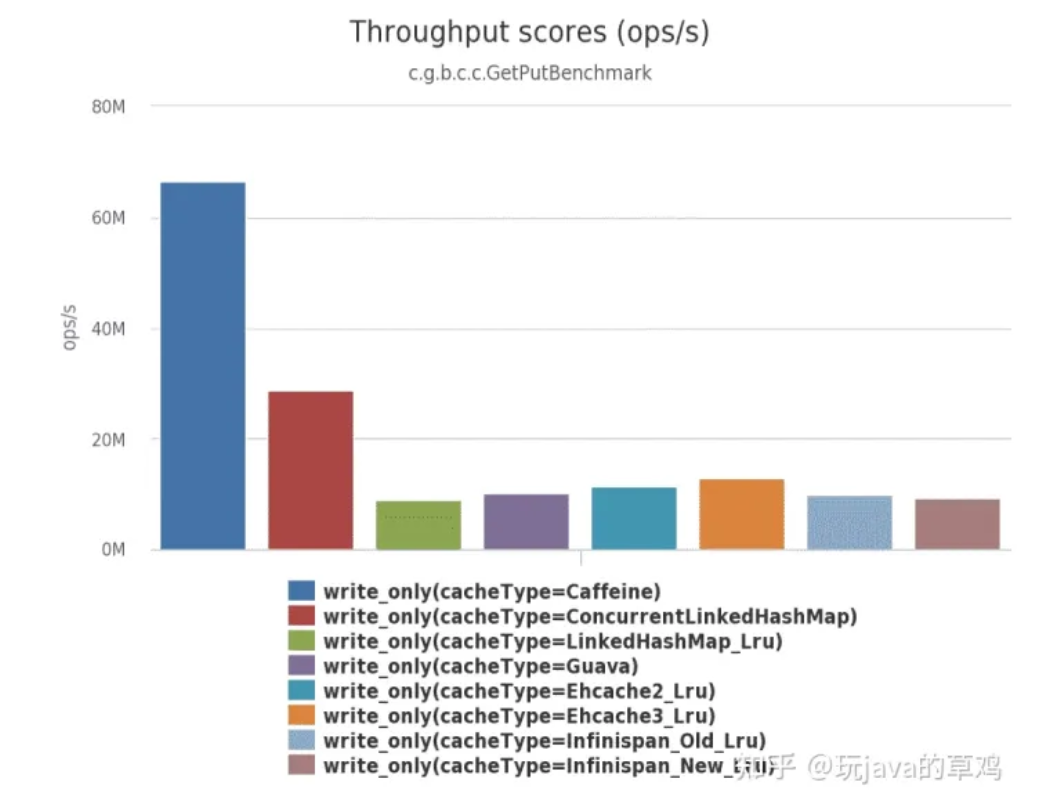 Throughput scores (ops/s)
c.g.b.c.c.GetPutBenchmark
80M
60M
40M
20M
0M
ops/s
write_only(cacheType=Caffeine)
write_only(cacheType=ConcurrentLinkedHashMap)
write_only(cacheType=LinkedHashMap_Lru)
write_only(cacheType=Guava)
write_only(cacheType=Ehcache2_Lru)
write_only(cacheType=Ehcache3_Lru)
write_only(cacheType=Infinispan_Old_Lru)
write_only(cacheType=Infinispan_New_Lru)
知乎 @玩java的草鸡